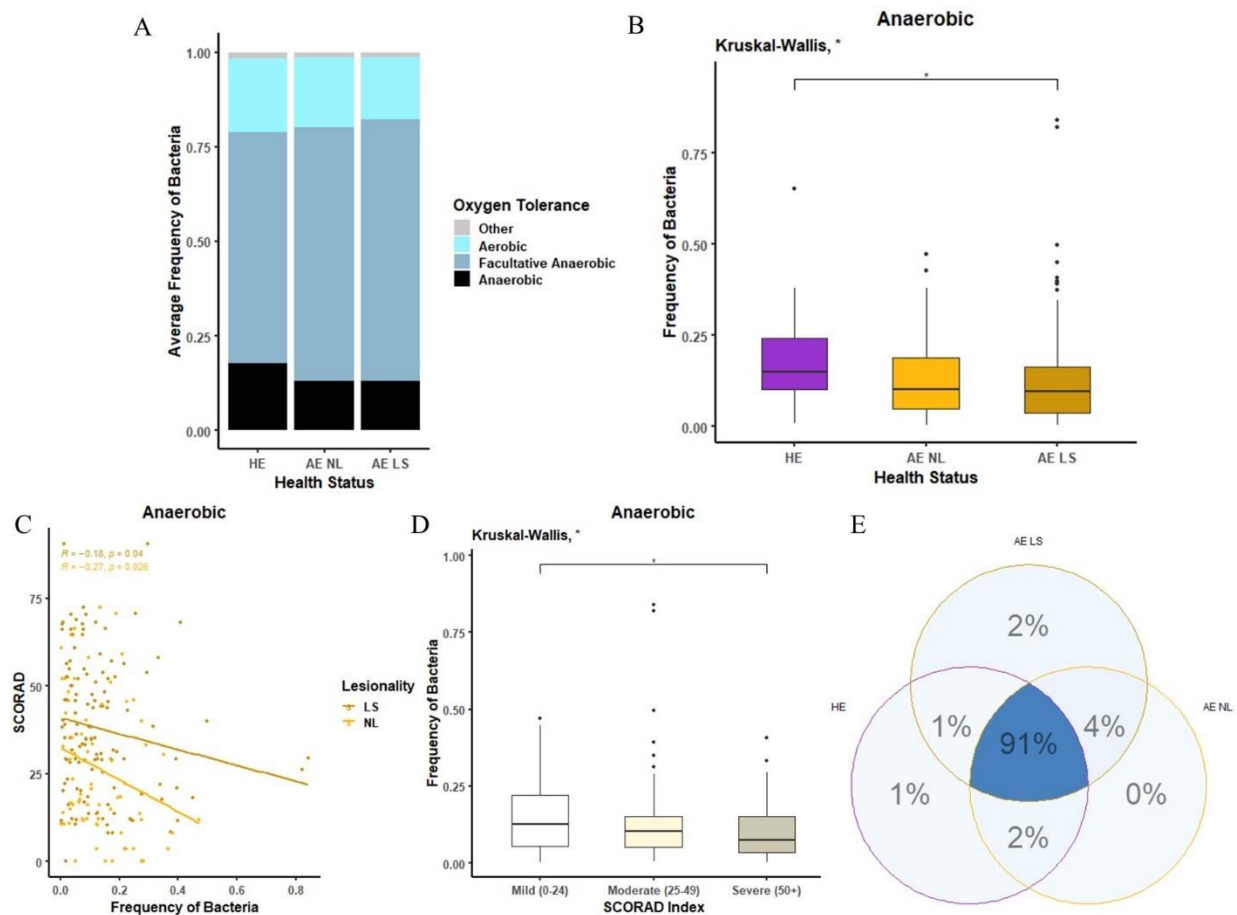 A
1.00
0.75
0.50
0.25
0.00
Average Frequency of Bacteria
HE
AE NL
AE LS
Health Status
Oxygen Tolerance
Other
Aerobic
Facultative Anaerobic
Anaerobic
B
Anaerobic
Kruskal-Wallis, *
*
0.75
0.50
0.25
0.00
Frequency of Bacteria
HE
AE NL
AE LS
Health Status
C
Anaerobic
R = −0.18, p = 0.04
R = −0.27, p = 0.026
75
50
25
0
SCORAD
0.0
0.2
0.4
0.6
0.8
Frequency of Bacteria
Lesionality
LS
NL
D
Anaerobic
Kruskal-Wallis, *
*
1.00
0.75
0.50
0.25
0.00
Frequency of Bacteria
Mild (0-24)
Moderate (25-49)
Severe (50+)
SCORAD Index
E
AE LS
2%
HE
AE NL
1%
4%
91%
1%
0%
2%